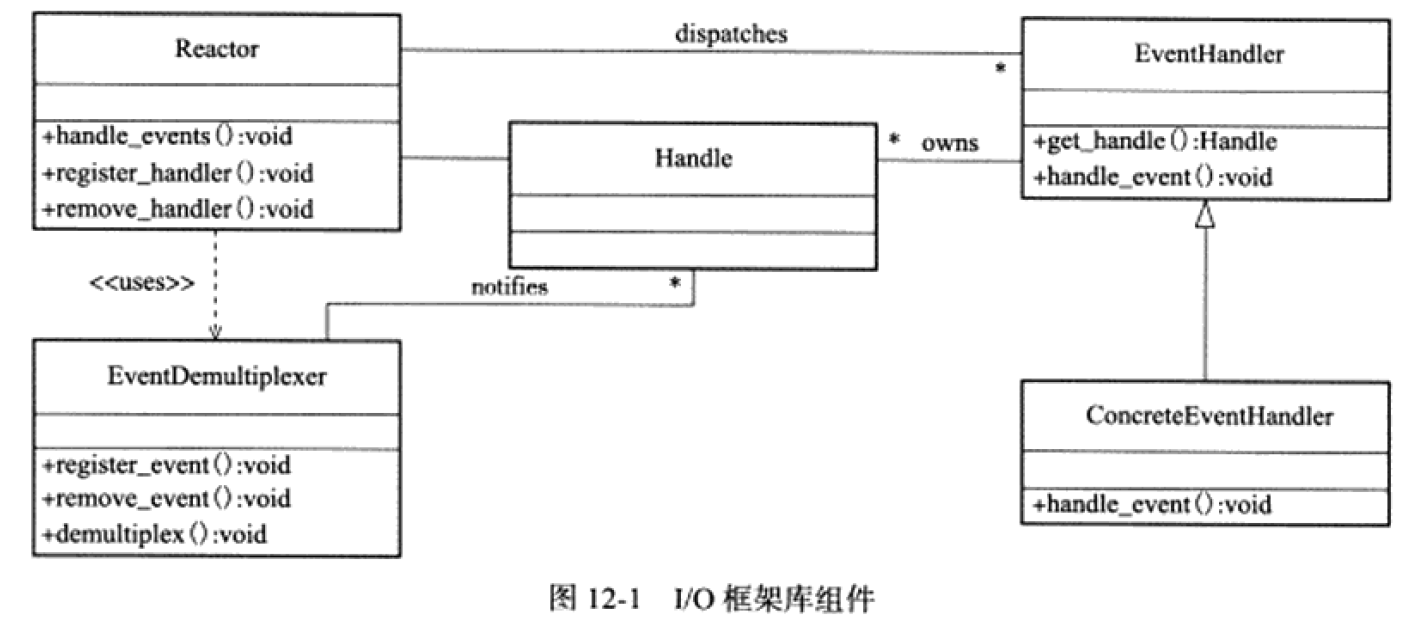 Reactor
+handle_events():void
+register_handler():void
+remove_handler():void
dispatches
*
EventHandler
+get_handle():Handle
+handle_event():void
Handle
* owns
<<uses>>
notifies
*
EventDemultiplexer
+register_event():void
+remove_event():void
+demultiplex():void
ConcreteEventHandler
+handle_event():void
图 12-1 I/O 框架库组件